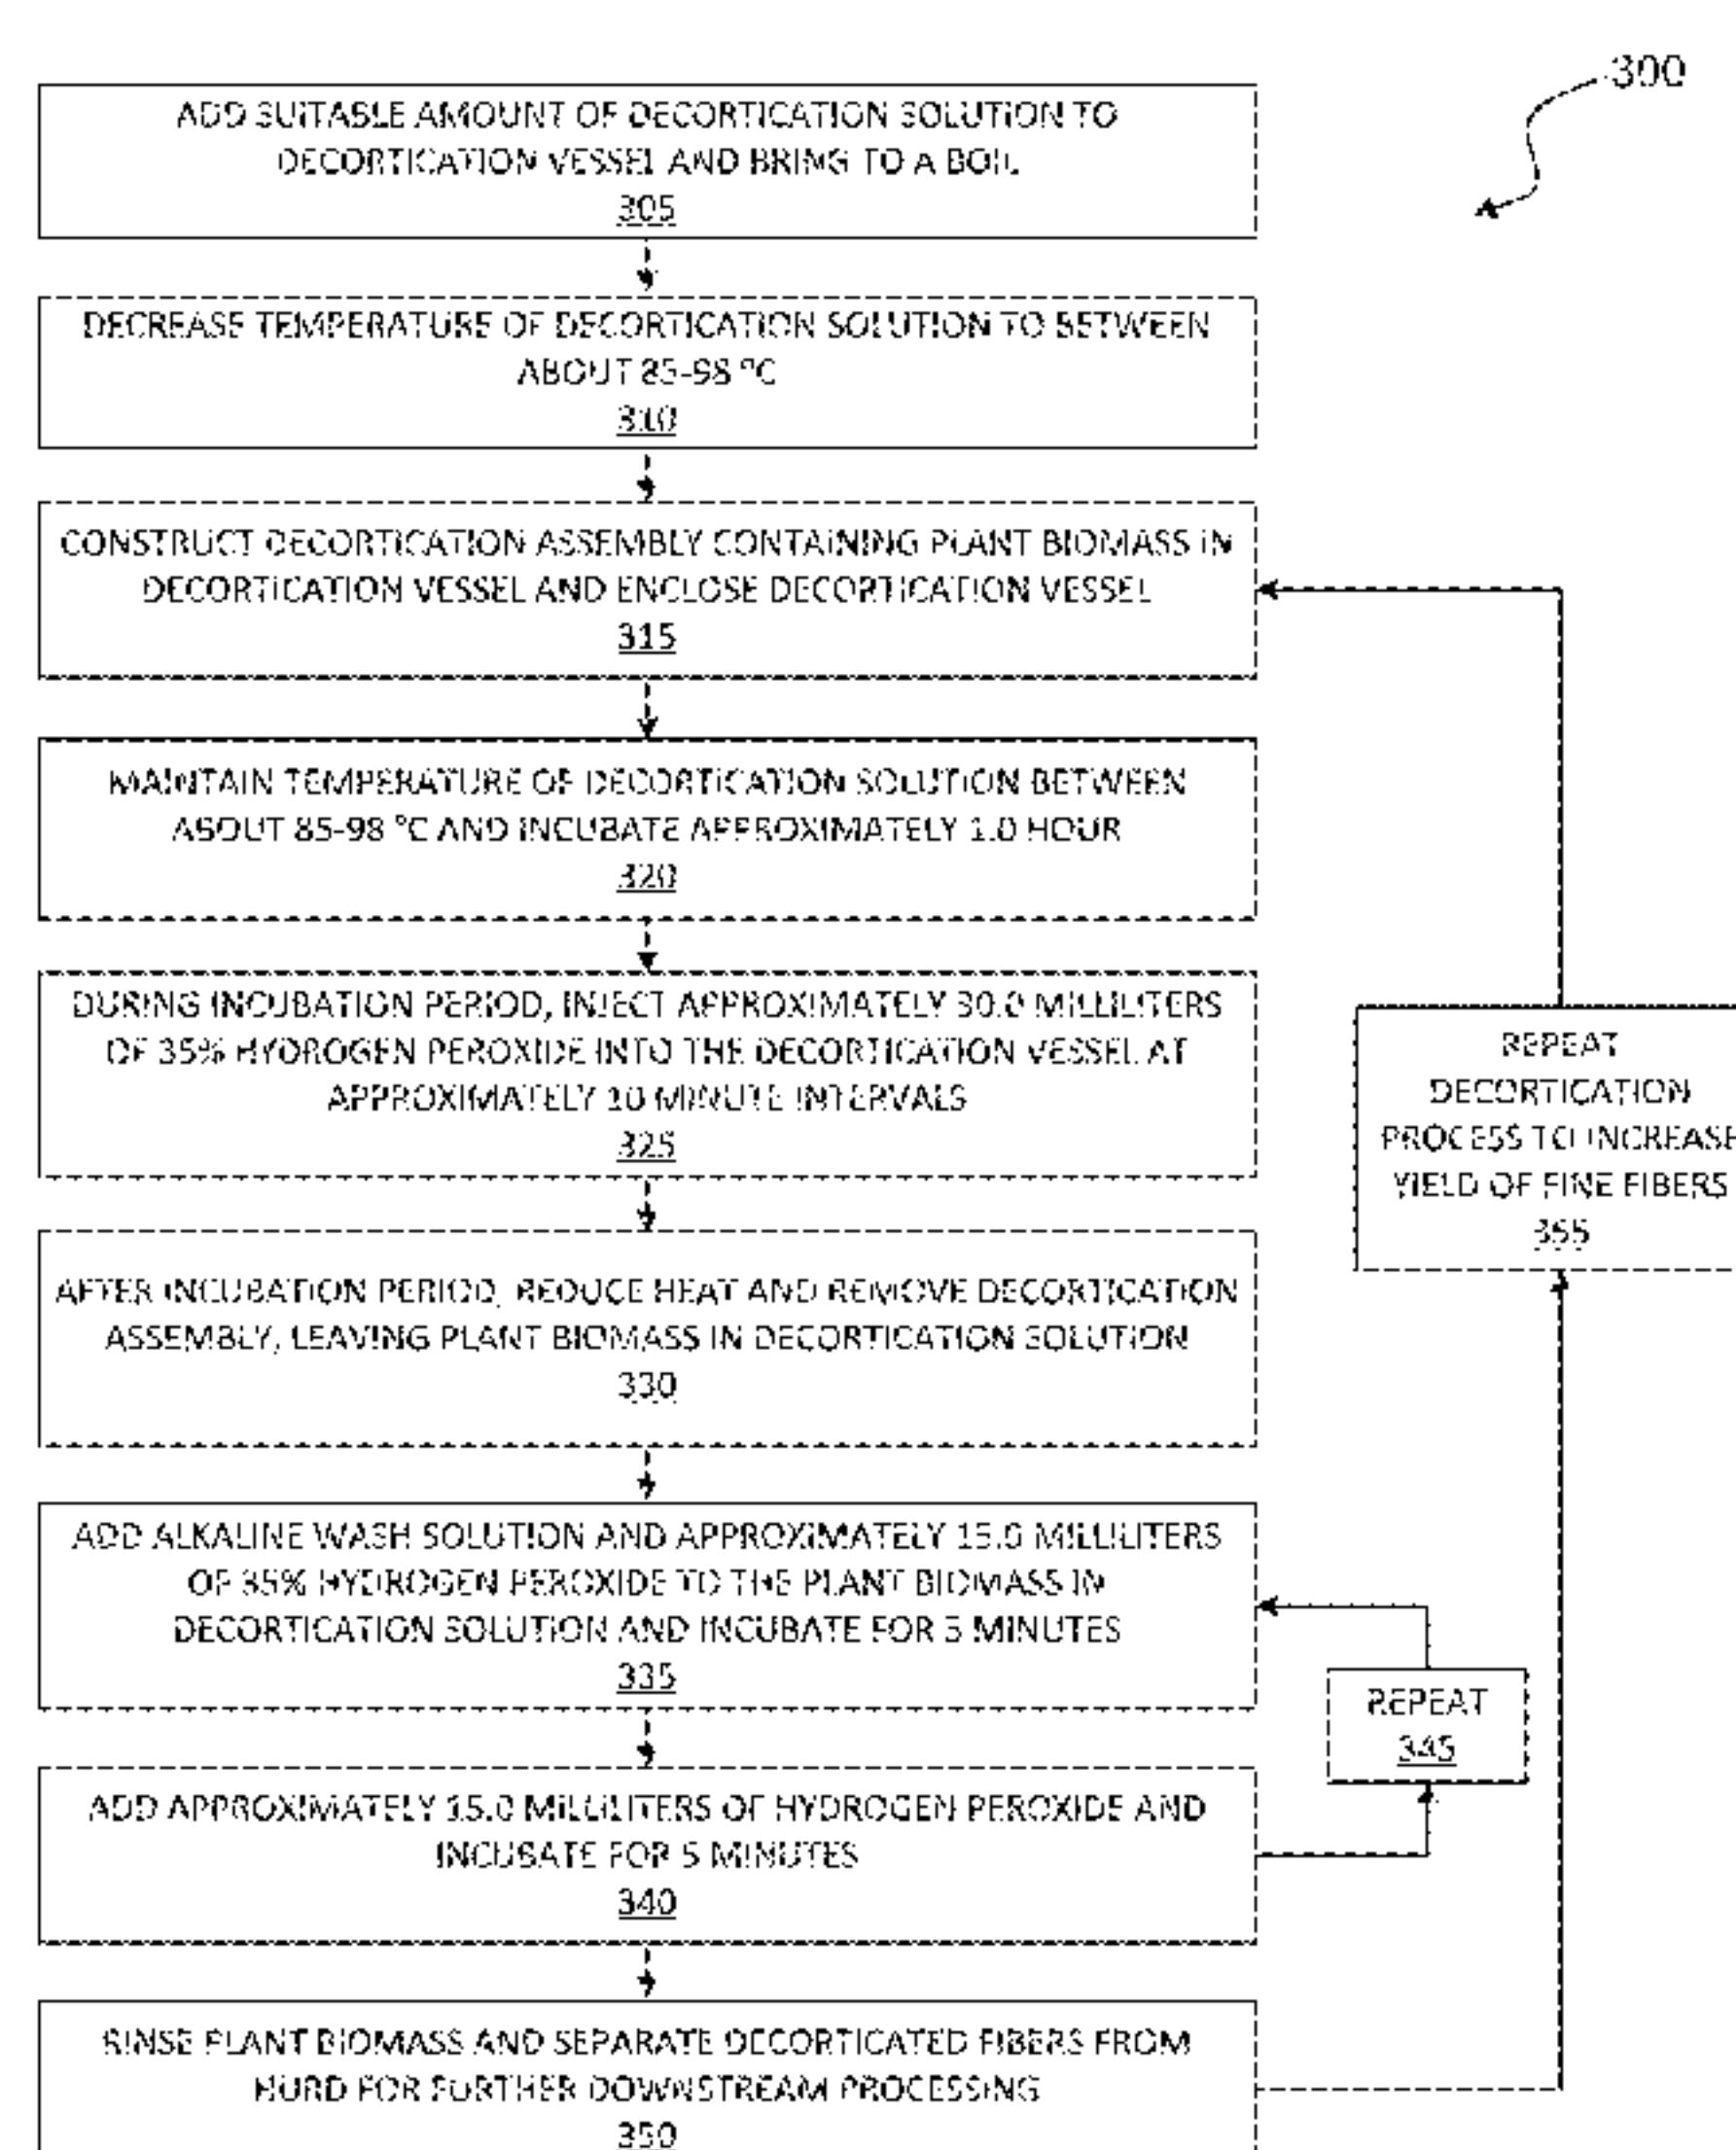 300
ADD SUITABLE AMOUNT OF DECORTICATION SOLUTION TO
DECORTICATION VESSEL AND BRING TO A BOIL
305
DECREASE TEMPERATURE OF DECORTICATION SOLUTION TO BETWEEN
ABOUT 85-98 °C
310
CONSTRUCT DECORTICATION ASSEMBLY CONTAINING PLANT BIOMASS IN
DECORTICATION VESSEL AND ENCLOSE DECORTICATION VESSEL
315
MAINTAIN TEMPERATURE OF DECORTICATION SOLUTION BETWEEN
ABOUT 85-98 °C AND INCUBATE APPROXIMATELY 1.0 HOUR
320
DURING INCUBATION PERIOD, INJECT APPROXIMATELY 30.0 MILLILITERS
OF 35% HYDROGEN PEROXIDE INTO THE DECORTICATION VESSEL AT
APPROXIMATELY 10 MINUTE INTERVALS
325
AFTER INCUBATION PERIOD, REDUCE HEAT AND REMOVE DECORTICATION
ASSEMBLY, LEAVING PLANT BIOMASS IN DECORTICATION SOLUTION
330
ADD ALKALINE WASH SOLUTION AND APPROXIMATELY 15.0 MILLILITERS
OF 35% HYDROGEN PEROXIDE TO THE PLANT BIOMASS IN
DECORTICATION SOLUTION AND INCUBATE FOR 5 MINUTES
335
ADD APPROXIMATELY 15.0 MILLILITERS OF HYDROGEN PEROXIDE AND
INCUBATE FOR 5 MINUTES
340
REPEAT
345
RINSE PLANT BIOMASS AND SEPARATE DECORTICATED FIBERS FROM
HURD FOR FURTHER DOWNSTREAM PROCESSING
350
REPEAT
DECORTICATION
PROCESS TO INCREASE
YIELD OF FINE FIBERS
355